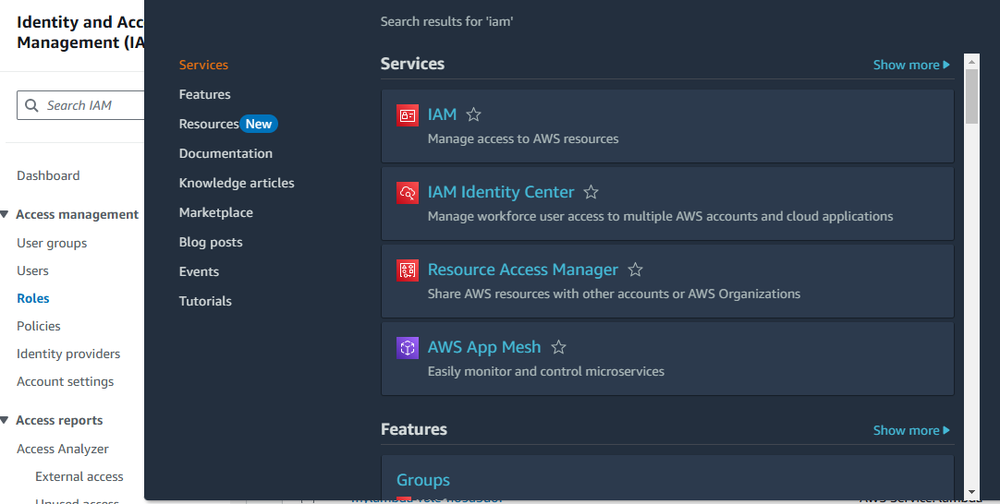 Identity and Acc
Management (IA
Search IAM
Dashboard
Access management
User groups
Users
Roles
Policies
Identity providers
Account settings
Access reports
Access Analyzer
External access
Unused access
Search results for 'iam'
Services
Features
Resources New
Documentation
Knowledge articles
Marketplace
Blog posts
Events
Tutorials
Services
Show more
IAM
Manage access to AWS resources
IAM Identity Center
Manage workforce user access to multiple AWS accounts and cloud applications
Resource Access Manager
Share AWS resources with other accounts or AWS Organizations
AWS App Mesh
Easily monitor and control microservices
Features
Show more
Groups